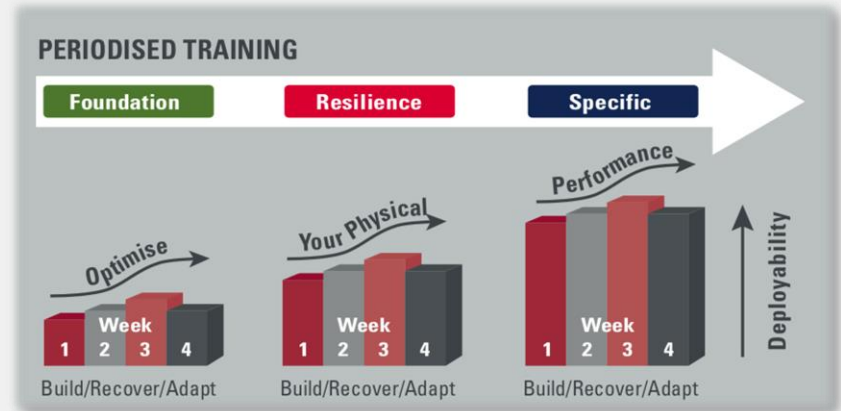 PERIODISED TRAINING
Foundation
Resilience
Specific
Optimise
Your Physical
Performance
Deployability
Week
1 2 3 4
Week
1 2 3 4
Week
1 2 3 4
Build/Recover/Adapt
Build/Recover/Adapt
Build/Recover/Adapt